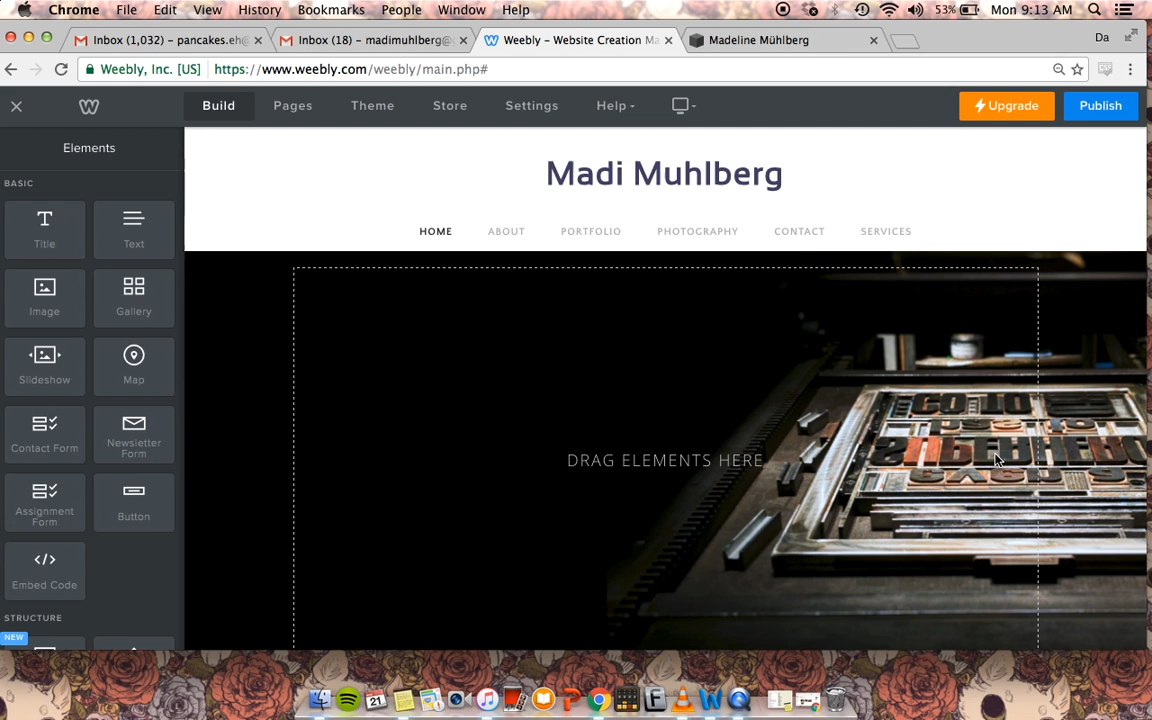 Chrome File Edit View History Bookmarks People Window Help 53% Mon 9:13 AM
Inbox (1,032) – pancakes.eh@ Inbox (18) – madimuhlberg@ Weebly – Website Creation Ma Madeline Mühlberg Da
Weebly, Inc. [US] https://www.weebly.com/weebly/main.php#
Build Pages Theme Store Settings Help Upgrade Publish
Elements
BASIC
Title Text
Image Gallery
Slideshow Map
Contact Form Newsletter Form
Assignment Form Button
Embed Code
STRUCTURE
NEW
Madi Muhlberg
HOME ABOUT PORTFOLIO PHOTOGRAPHY CONTACT SERVICES
DRAG ELEMENTS HERE